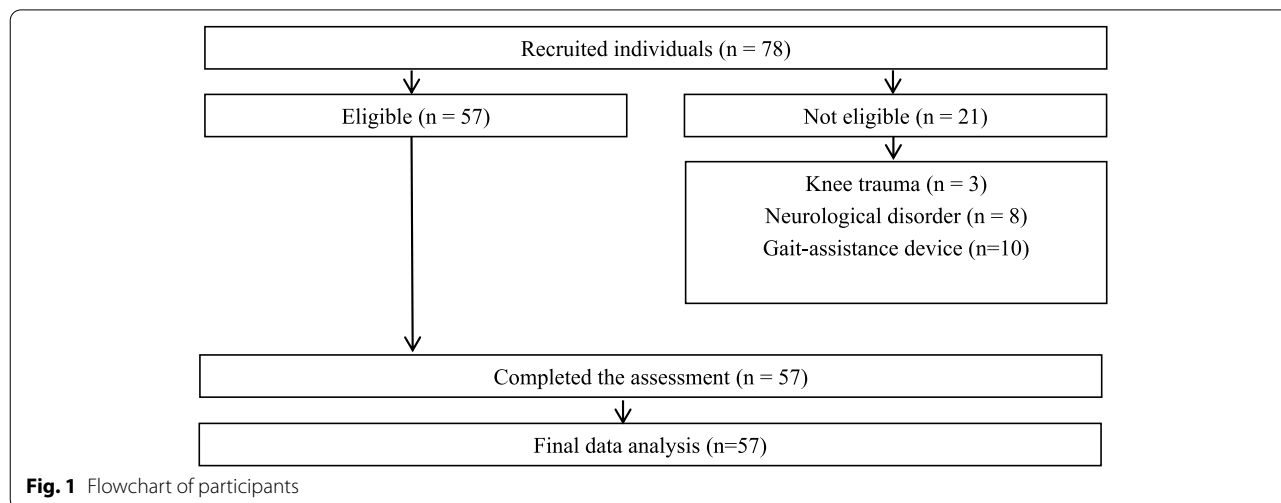 Recruited individuals (n = 78)
Eligible (n = 57)
Not eligible (n = 21)
Knee trauma (n = 3)
Neurological disorder (n = 8)
Gait-assistance device (n=10)
Completed the assessment (n = 57)
Final data analysis (n=57)
Fig. 1 Flowchart of participants